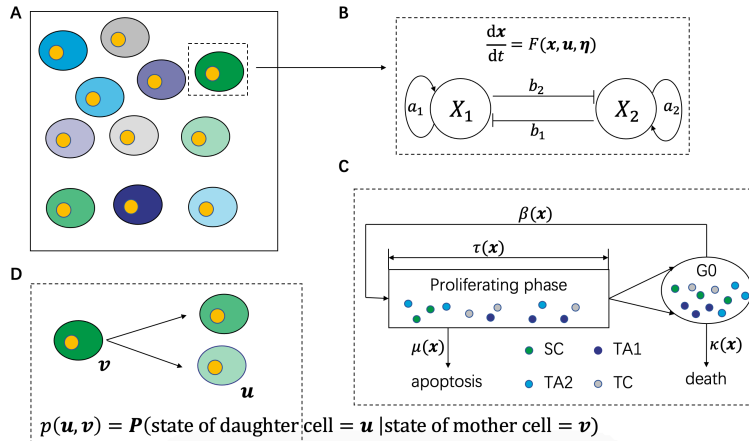 A
B
d𝒙/dt = F(𝒙, 𝒖, 𝜼)
a₁
X₁
b₂
b₁
X₂
a₂
C
β(𝒙)
τ(𝒙)
G0
Proliferating phase
μ(𝒙)
κ(𝒙)
SC
TA1
TA2
TC
apoptosis
death
D
𝒗
𝒖
p(𝒖, 𝒗) = 𝑷(state of daughter cell = 𝒖 |state of mother cell = 𝒗)